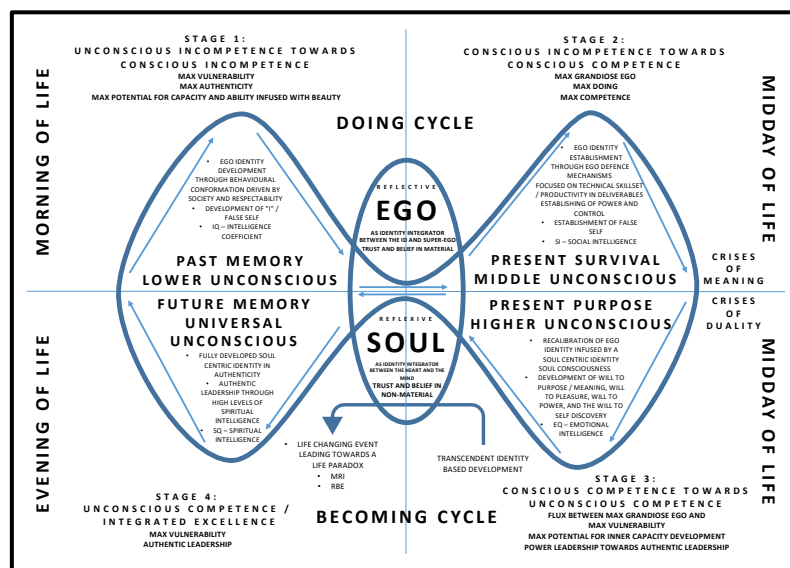 STAGE 1:
UNCONSCIOUS INCOMPETENCE TOWARDS
CONSCIOUS INCOMPETENCE
MAX VULNERABILITY
MAX AUTHENTICITY
MAX POTENTIAL FOR CAPACITY AND ABILITY INFUSED WITH BEAUTY
STAGE 2:
CONSCIOUS INCOMPETENCE TOWARDS
CONSCIOUS COMPETENCE
MAX GRANDIOSE EGO
MAX DOING
MAX COMPETENCE
MORNING OF LIFE
DOING CYCLE
MIDDAY OF LIFE
• EGO IDENTITY
DEVELOPMENT
THROUGH BEHAVIOURAL
CONFORMATION DRIVEN BY
SOCIETY AND RESPECTABILITY
• DEVELOPMENT OF "I" /
FALSE SELF
• IQ – INTELLIGENCE
COEFFICIENT
PAST MEMORY
LOWER UNCONSCIOUS
REFLECTIVE
EGO
AS IDENTITY INTEGRATOR
BETWEEN THE ID AND SUPER-EGO
TRUST AND BELIEF IN MATERIAL
• EGO IDENTITY
ESTABLISHMENT
THROUGH EGO DEFENCE
MECHANISMS
FOCUSED ON TECHNICAL SKILLSET
/ PRODUCTIVITY IN DELIVERABLES
ESTABLISHING OF POWER AND
CONTROL
• ESTABLISHMENT OF FALSE
SELF
• SI – SOCIAL INTELLIGENCE
PRESENT SURVIVAL
MIDDLE UNCONSCIOUS
CRISES
OF
MEANING
CRISES
OF
DUALITY
EVENING OF LIFE
FUTURE MEMORY
UNIVERSAL
UNCONSCIOUS
• FULLY DEVELOPED SOUL
CENTRIC IDENTITY IN
AUTHENTICITY
• AUTHENTIC
LEADERSHIP THROUGH
HIGH LEVELS OF
SPIRITUAL
INTELLIGENCE
• SQ – SPIRITUAL
INTELLIGENCE
REFLEXIVE
SOUL
AS IDENTITY INTEGRATOR
BETWEEN THE HEART AND THE
MIND
TRUST AND BELIEF IN
NON-MATERIAL
PRESENT PURPOSE
HIGHER UNCONSCIOUS
• RECALIBRATION OF EGO
IDENTITY INFUSED BY A
SOUL CENTRIC IDENTITY
SOUL CONSCIOUSNESS
• DEVELOPMENT OF WILL TO
PURPOSE / MEANING, WILL
TO PLEASURE, WILL TO
POWER, AND THE WILL TO
SELF DISCOVERY
• EQ – EMOTIONAL
INTELLIGENCE
MIDDAY OF LIFE
• LIFE CHANGING EVENT
LEADING TOWARDS A
LIFE PARADOX
• MRI
• RBE
TRANSCENDENT IDENTITY
BASED DEVELOPMENT
BECOMING CYCLE
STAGE 4:
UNCONSCIOUS COMPETENCE /
INTEGRATED EXCELLENCE
MAX VULNERABILITY
AUTHENTIC LEADERSHIP
STAGE 3:
CONSCIOUS COMPETENCE TOWARDS
UNCONSCIOUS COMPETENCE
FLUX BETWEEN MAX GRANDIOSE EGO AND
MAX VULNERABILITY
MAX POTENTIAL FOR INNER CAPACITY DEVELOPMENT
POWER LEADERSHIP TOWARDS AUTHENTIC LEADERSHIP